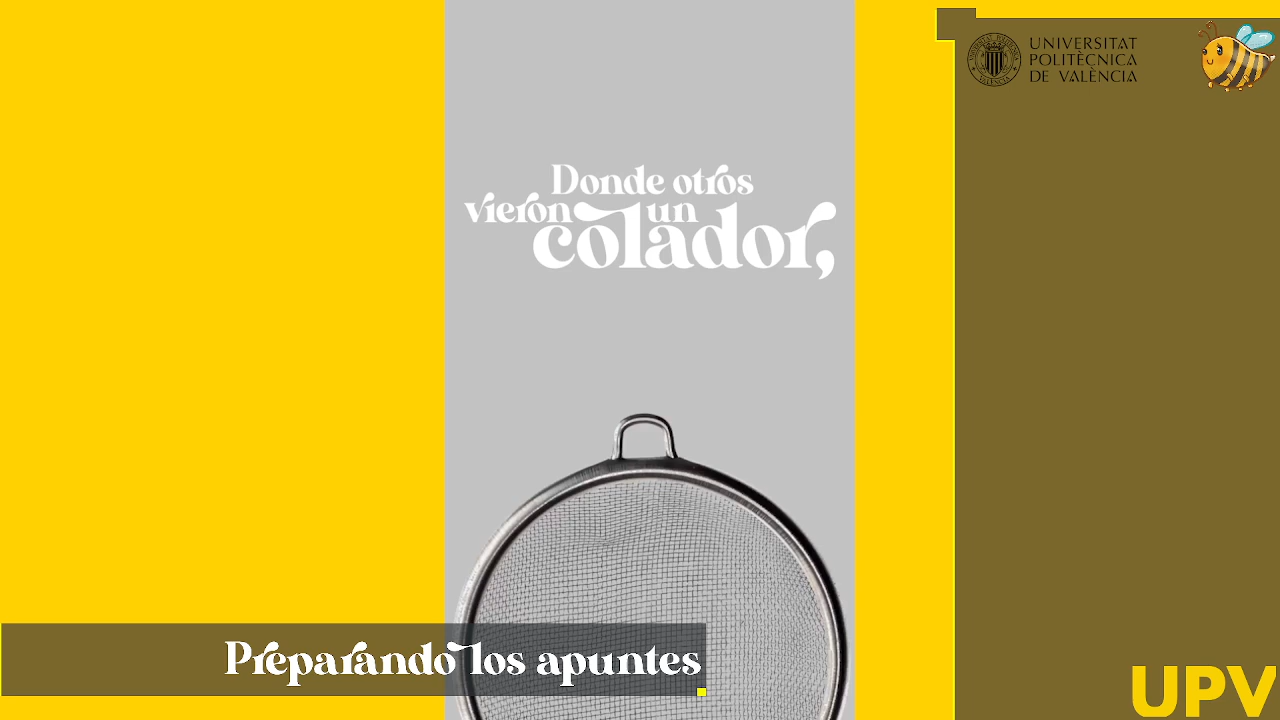 Donde otros
vieron un
colador,
Preparando los apuntes
UNIVERSITAT
POLITÈCNICA
DE VALÈNCIA
UPV